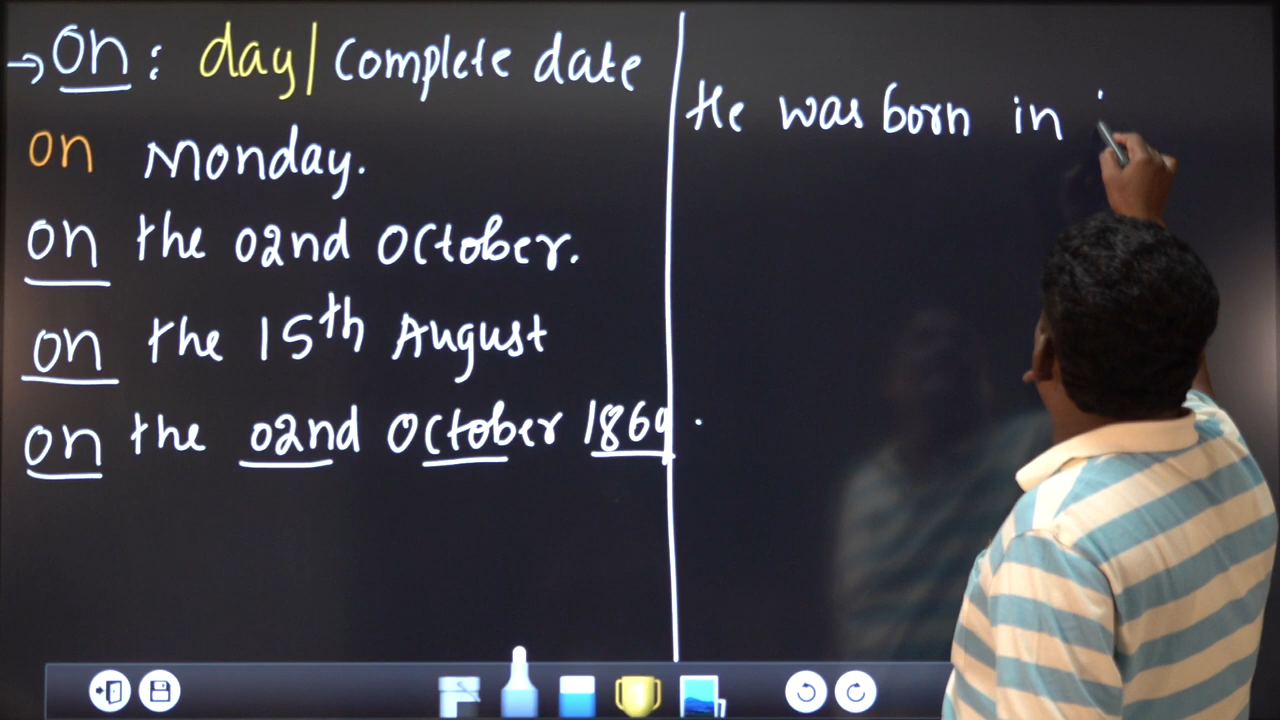 → on : day/ Complete date
on Monday.
on the 02nd October.
on the 15th August
on the 02nd October 1869.
He was born in